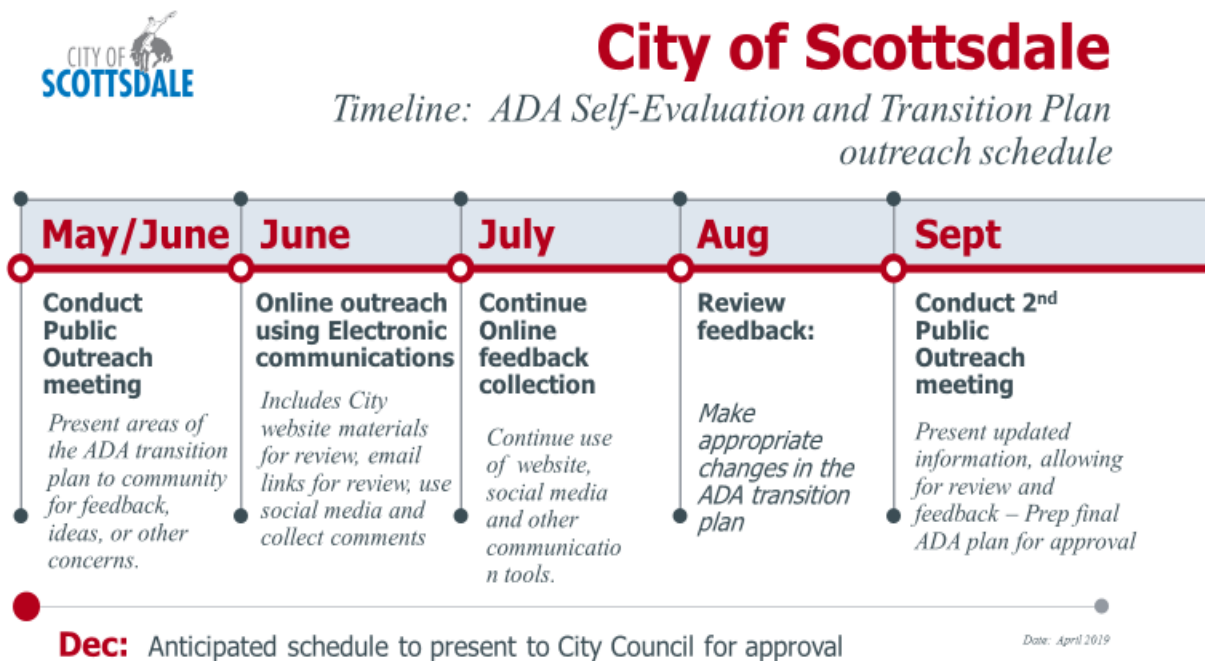 CITY OF
SCOTTSDALE
City of Scottsdale
Timeline: ADA Self-Evaluation and Transition Plan
outreach schedule
May/June
Conduct
Public
Outreach
meeting
Present areas of
the ADA transition
plan to community
for feedback,
ideas, or other
concerns.
June
Online outreach
using Electronic
communications
Includes City
website materials
for review, email
links for review, use
social media and
collect comments
July
Continue
Online
feedback
collection
Continue use
of website,
social media
and other
communicatio
n tools.
Aug
Review
feedback:
Make
appropriate
changes in the
ADA transition
plan
Sept
Conduct 2nd
Public
Outreach
meeting
Present updated
information, allowing
for review and
feedback – Prep final
ADA plan for approval
Dec: Anticipated schedule to present to City Council for approval
Date: April 2019